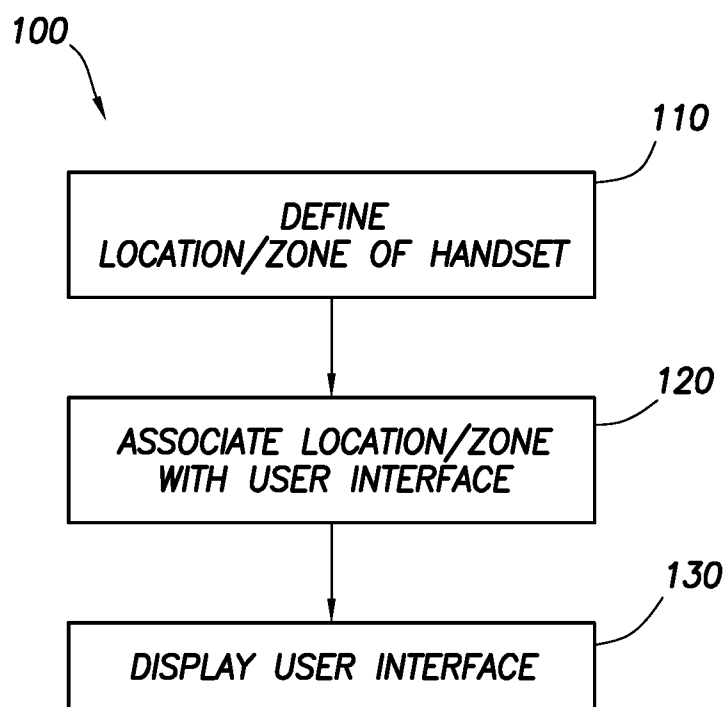 100
110
DEFINE
LOCATION/ZONE OF HANDSET
120
ASSOCIATE LOCATION/ZONE
WITH USER INTERFACE
130
DISPLAY USER INTERFACE